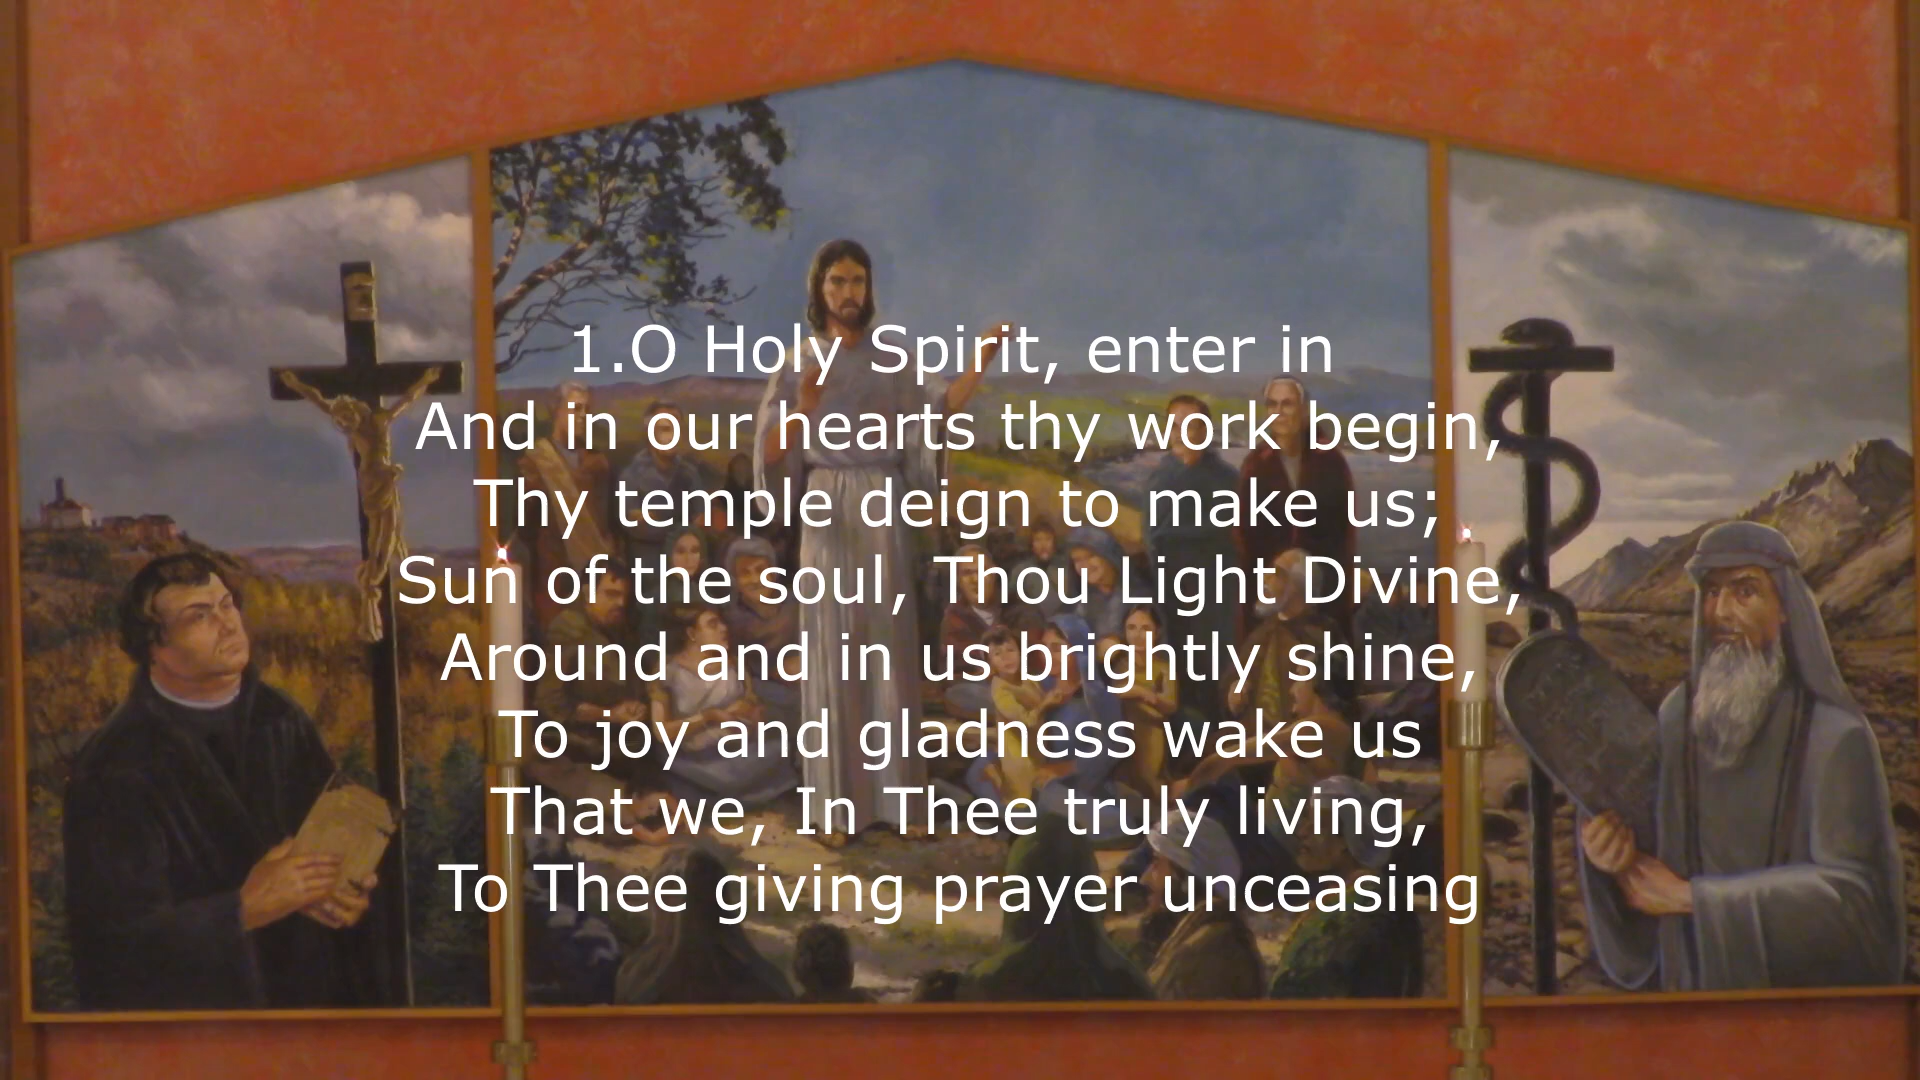 1.O Holy Spirit, enter in
And in our hearts thy work begin,
Thy temple deign to make us;
Sun of the soul, Thou Light Divine,
Around and in us brightly shine,
To joy and gladness wake us
That we, In Thee truly living,
To Thee giving prayer unceasing